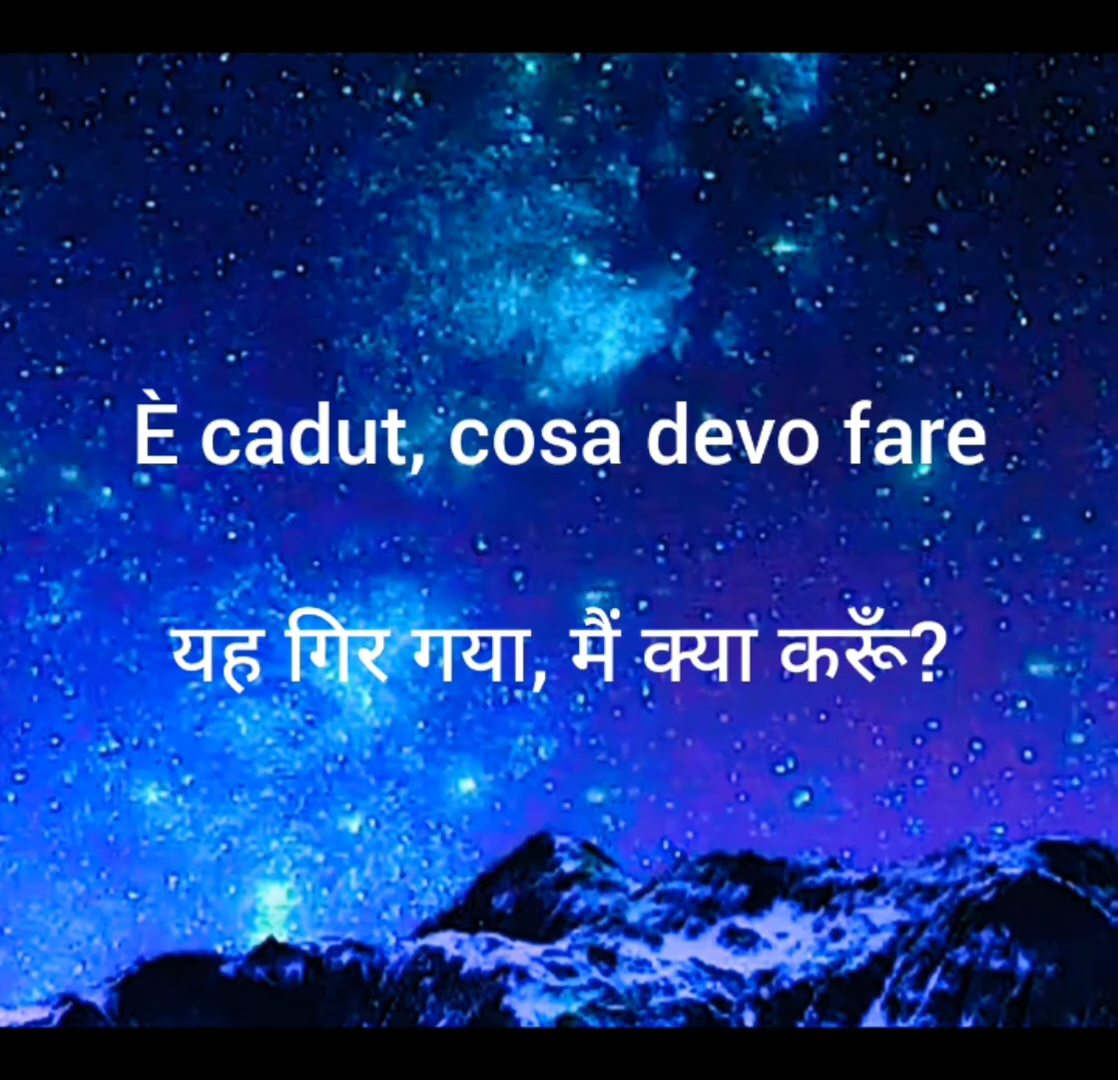 È cadut, cosa devo fare
यह गिर गया, मैं क्या करूँ?